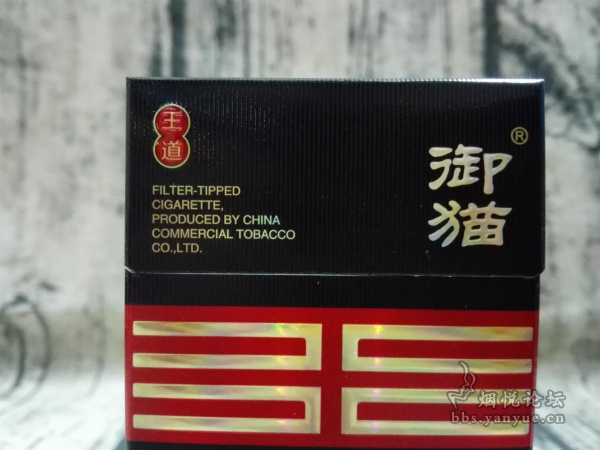 王
道
御
猫
®
FILTER-TIPPED
CIGARETTE,
PRODUCED BY CHINA
COMMERCIAL TOBACCO
CO.,LTD.
烟悦论坛
bbs.yanyue.cn